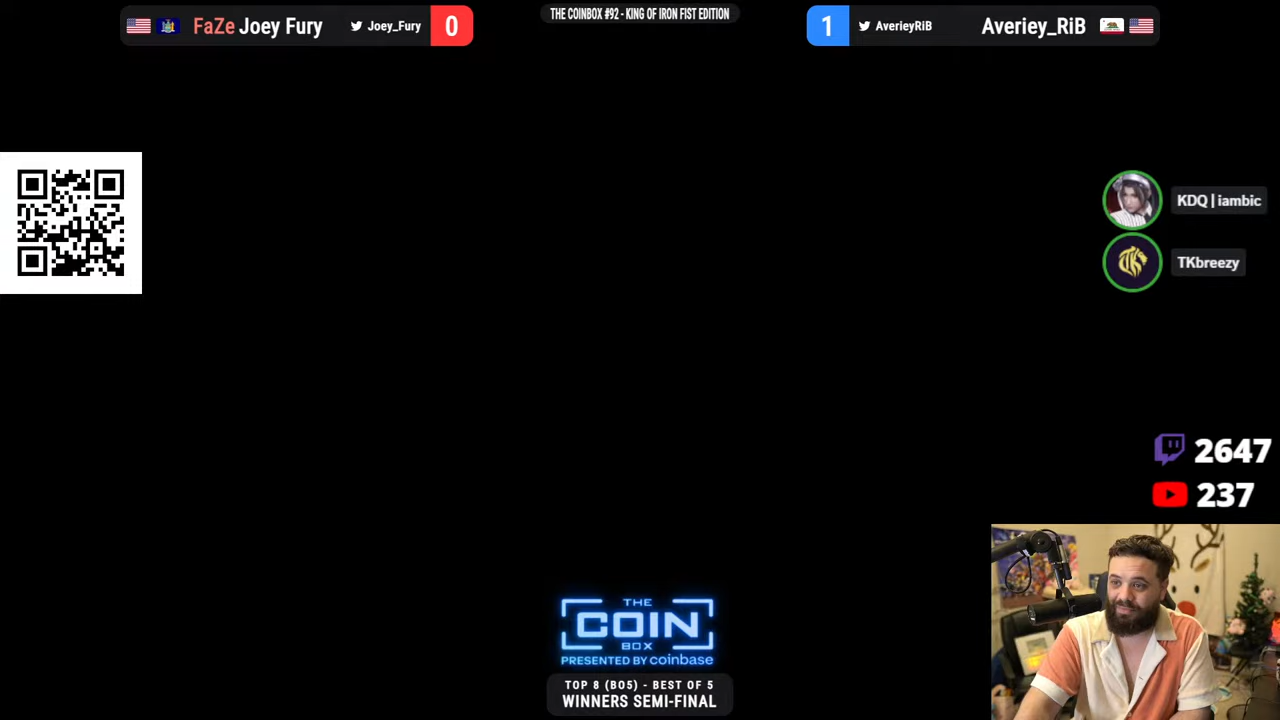 FaZe Joey Fury
Joey_Fury
0
THE COINBOX #92 - KING OF IRON FIST EDITION
1
AverieyRiB
Averiey_RiB
KDQ | iambic
TKbreezy
2647
237
THE
COIN
BOX
PRESENTED BY coinbase
TOP 8 (BO5) - BEST OF 5
WINNERS SEMI-FINAL